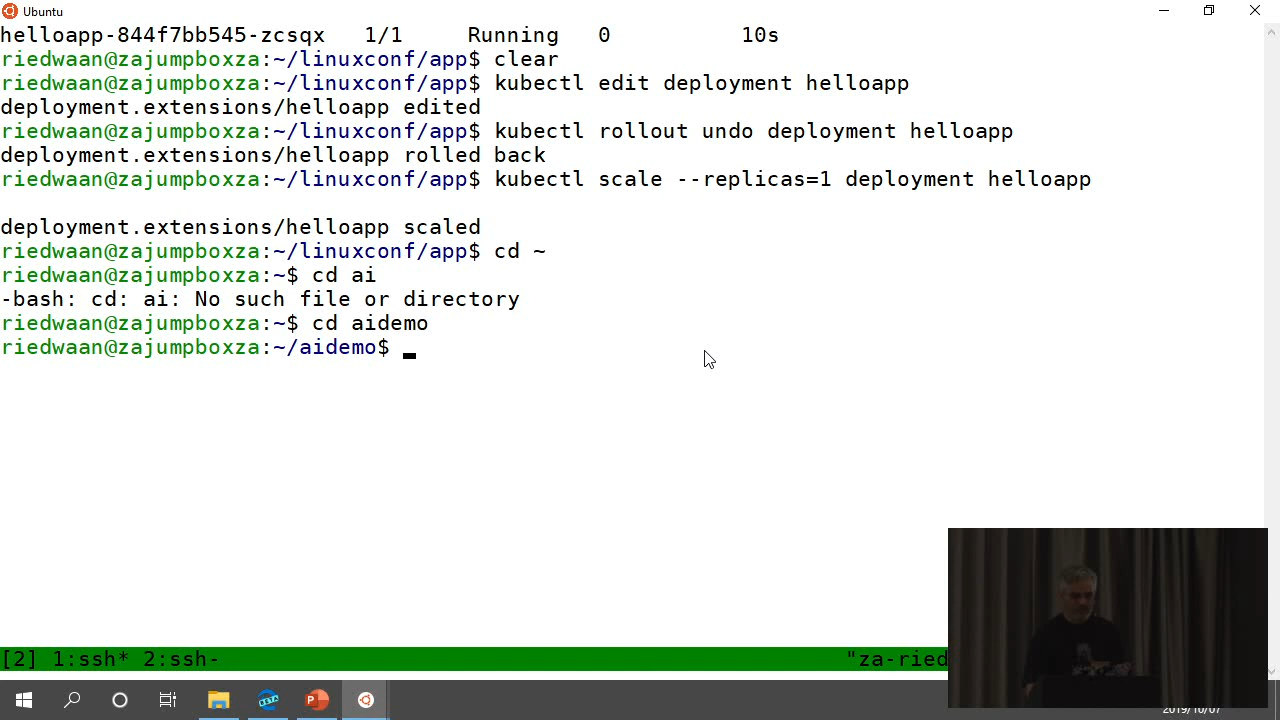 Ubuntu
helloapp-844f7bb545-zcsqx   1/1     Running   0          10s
riedwaan@zajumpboxza:~/linuxconf/app$ clear
riedwaan@zajumpboxza:~/linuxconf/app$ kubectl edit deployment helloapp
deployment.extensions/helloapp edited
riedwaan@zajumpboxza:~/linuxconf/app$ kubectl rollout undo deployment helloapp
deployment.extensions/helloapp rolled back
riedwaan@zajumpboxza:~/linuxconf/app$ kubectl scale --replicas=1 deployment helloapp
deployment.extensions/helloapp scaled
riedwaan@zajumpboxza:~/linuxconf/app$ cd ~
riedwaan@zajumpboxza:~$ cd ai
-bash: cd: ai: No such file or directory
riedwaan@zajumpboxza:~$ cd aidemo
riedwaan@zajumpboxza:~/aidemo$
[2] 1:ssh* 2:ssh- "za-ried
BETA
2019/10/07